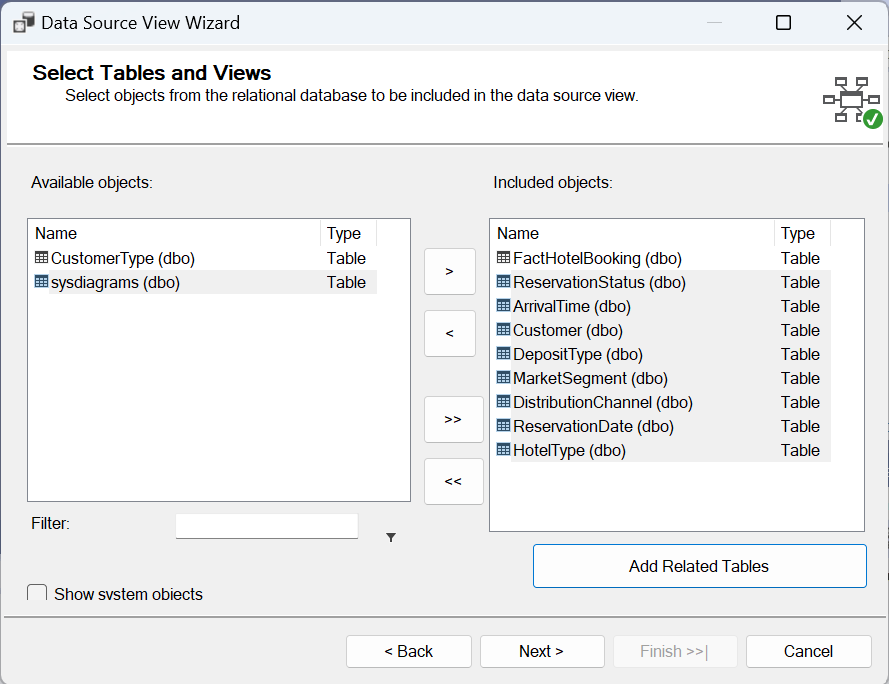 Data Source View Wizard
Select Tables and Views
Select objects from the relational database to be included in the data source view.
Available objects:
Name Type
CustomerType (dbo) Table
sysdiagrams (dbo) Table
Filter:
Show system objects
>
<
>>
<<
Included objects:
Name Type
FactHotelBooking (dbo) Table
ReservationStatus (dbo) Table
ArrivalTime (dbo) Table
Customer (dbo) Table
DepositType (dbo) Table
MarketSegment (dbo) Table
DistributionChannel (dbo) Table
ReservationDate (dbo) Table
HotelType (dbo) Table
Add Related Tables
< Back Next > Finish >>| Cancel